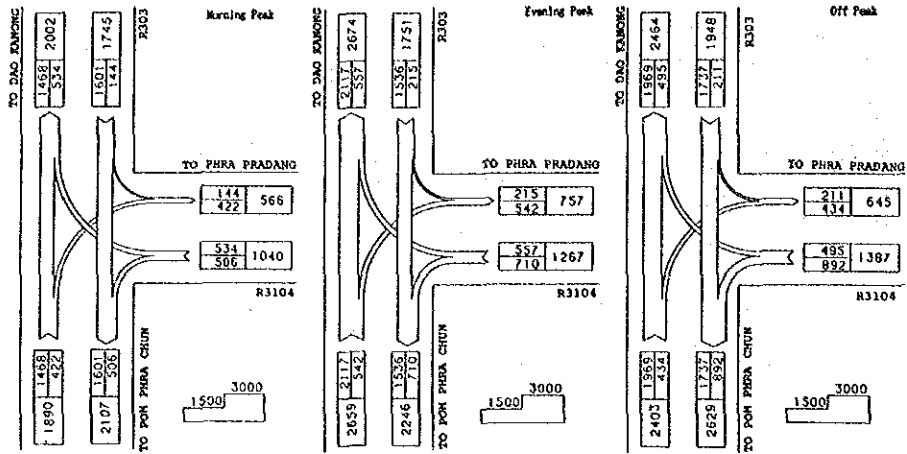 Morning Peak
TO DAO KANONG
1468 534 2002
1601 144 1745
R303
TO PHRA PRADANG
144 422 566
534 506 1040
R3104
1468 422 1890
1601 506 2107
TO POM PHRA CHUN
1500 3000
Evening Peak
TO DAO KANONG
2117 557 2674
1536 215 1751
R303
TO PHRA PRADANG
215 542 757
557 710 1267
R3104
2117 542 2659
1536 710 2246
TO POM PHRA CHUN
1500 3000
Off Peak
TO DAO KANONG
1969 495 2464
1737 211 1948
R303
TO PHRA PRADANG
211 434 645
495 892 1387
R3104
1969 434 2403
1737 892 2629
TO POM PHRA CHUN
1500 3000